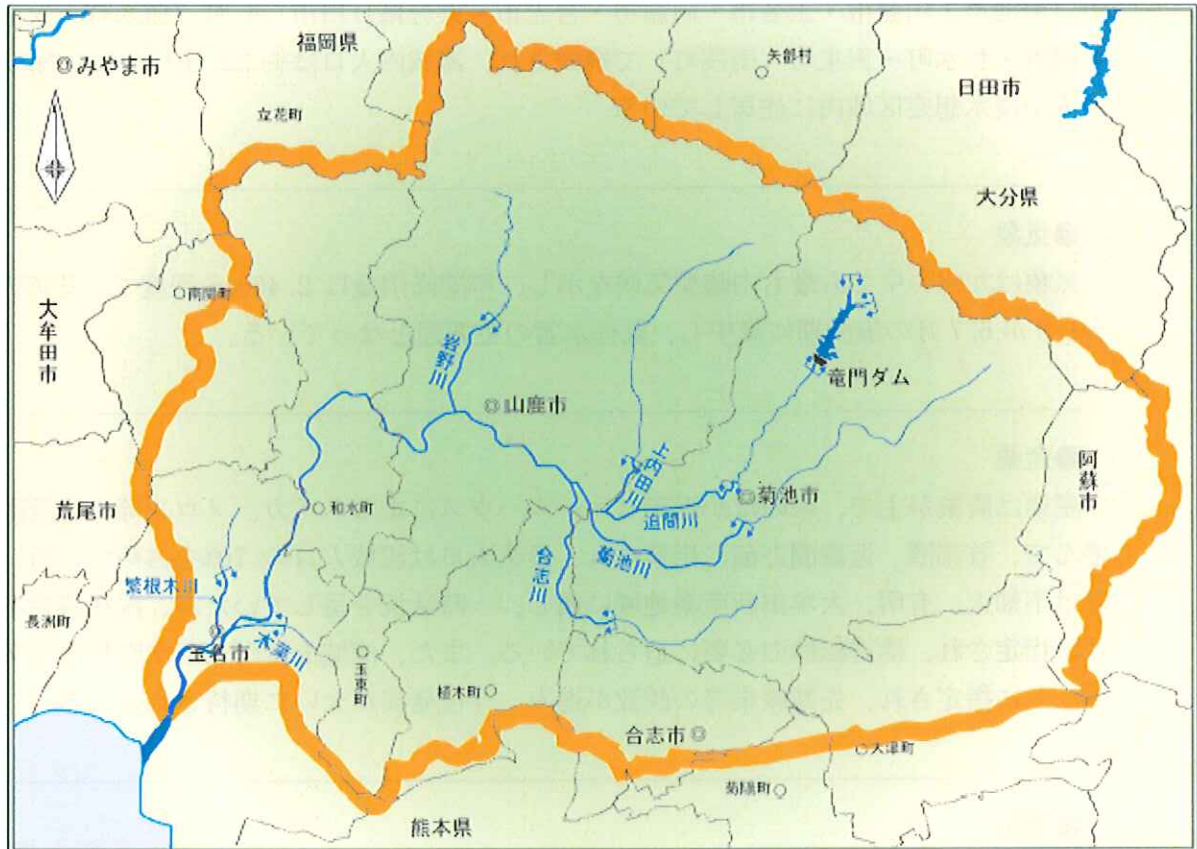 福岡県
◎みやま市
矢部村
日田市
立花町
大分県
南関町
大牟田市
竜門ダム
岩野川
山鹿市
阿蘇市
上内田川
菊池市
荒尾市
和水町
迫間川
菊池川
合志川
繁根木川
長洲町
木葉川
玉名市
玉東町
植木町
合志市◎
大津町
菊陽町
熊本県